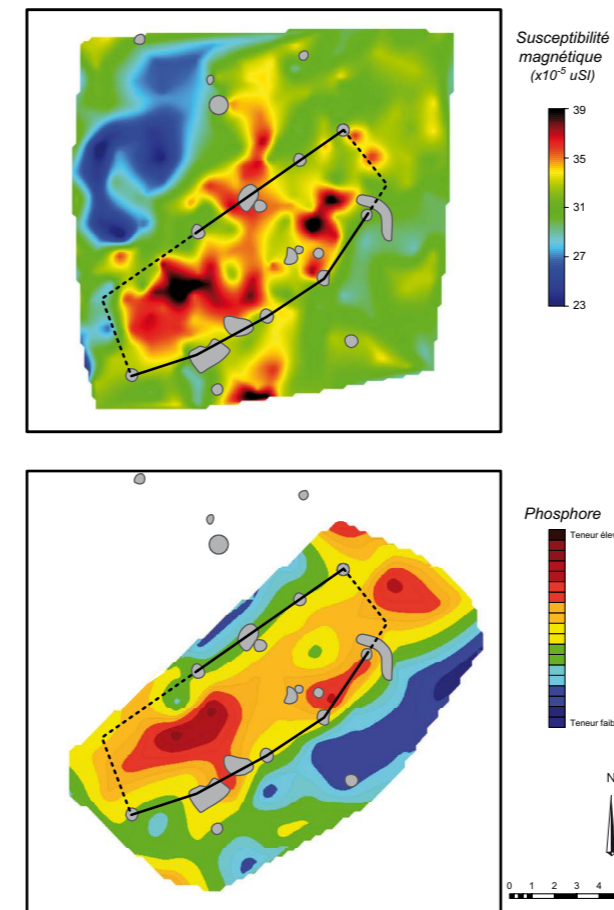 Susceptibilité
magnétique
(x10⁻⁵ uSI)
39
35
31
27
23
Phosphore
Teneur élev
Teneur faib
N
0 1 2 3 4